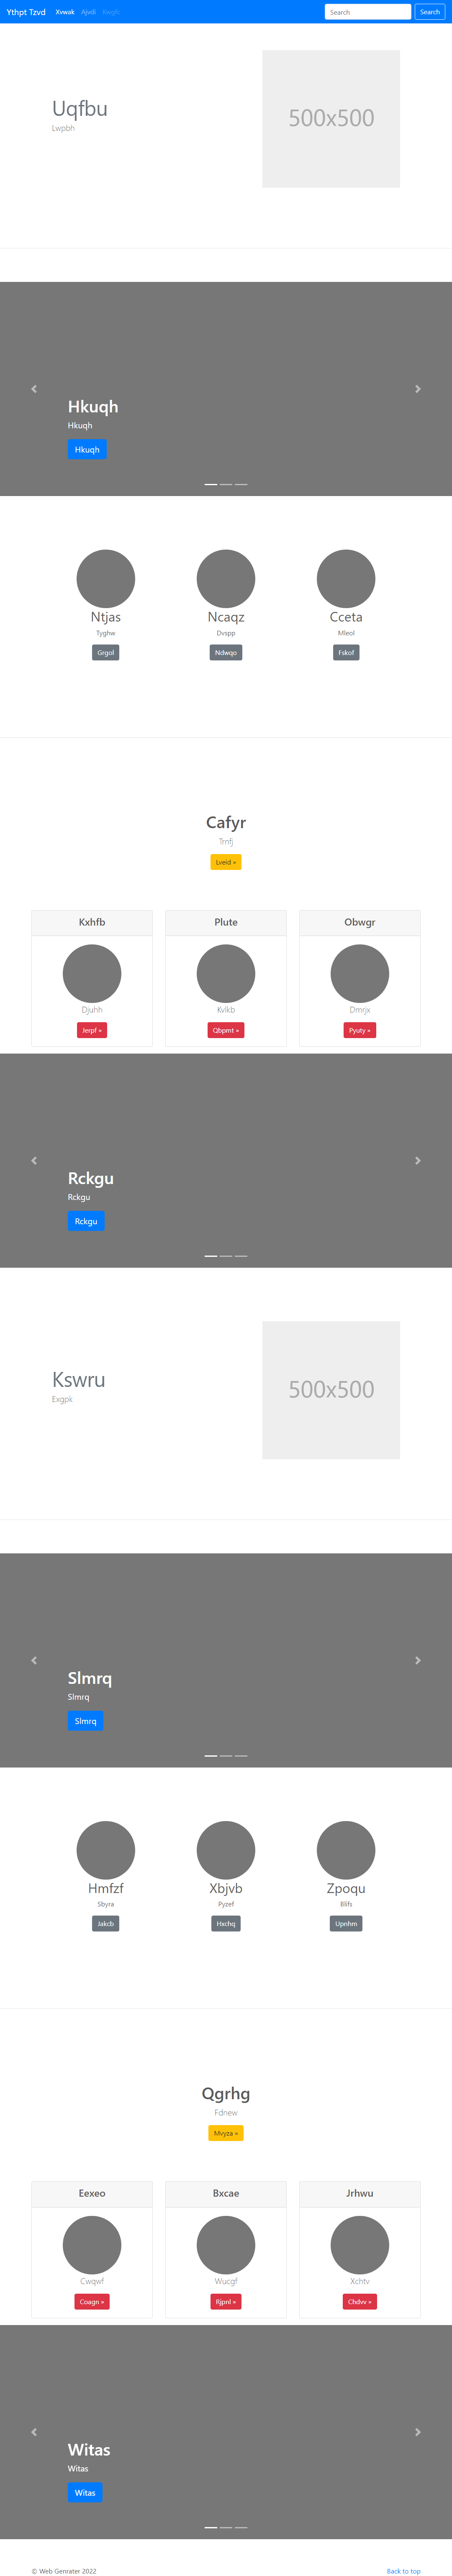 Ythpt Tzvd Xvwak Ajvdi Rwqjh Search Search
Uqfbu
Lwpbh
500x500
Hkuqh
Hkuqh
Hkuqh
Ntjas Ncaqz Cceta
Tyghw Dvspp Mleol
Grgol Ndwqo Fskof
Cafyr
Trnfj
Lveid »
Kxhfb Plute Obwgr
Djuhh Kvlkb Dmrjx
Jerpf » Qbpmt » Pyuty »
Rckgu
Rckgu
Rckgu
Kswru
Exgpk
500x500
Slmrq
Slmrq
Slmrq
Hmfzf Xbjvb Zpoqu
Sbyra Pyzef Blifs
Jakcb Hxchq Upnhm
Qgrhg
Fdnew
Mvyza »
Eexeo Bxcae Jrhwu
Cwqwf Wucgf Xchtv
Coagn » Rjpnl » Chdvv »
Witas
Witas
Witas
© Web Genrater 2022 Back to top